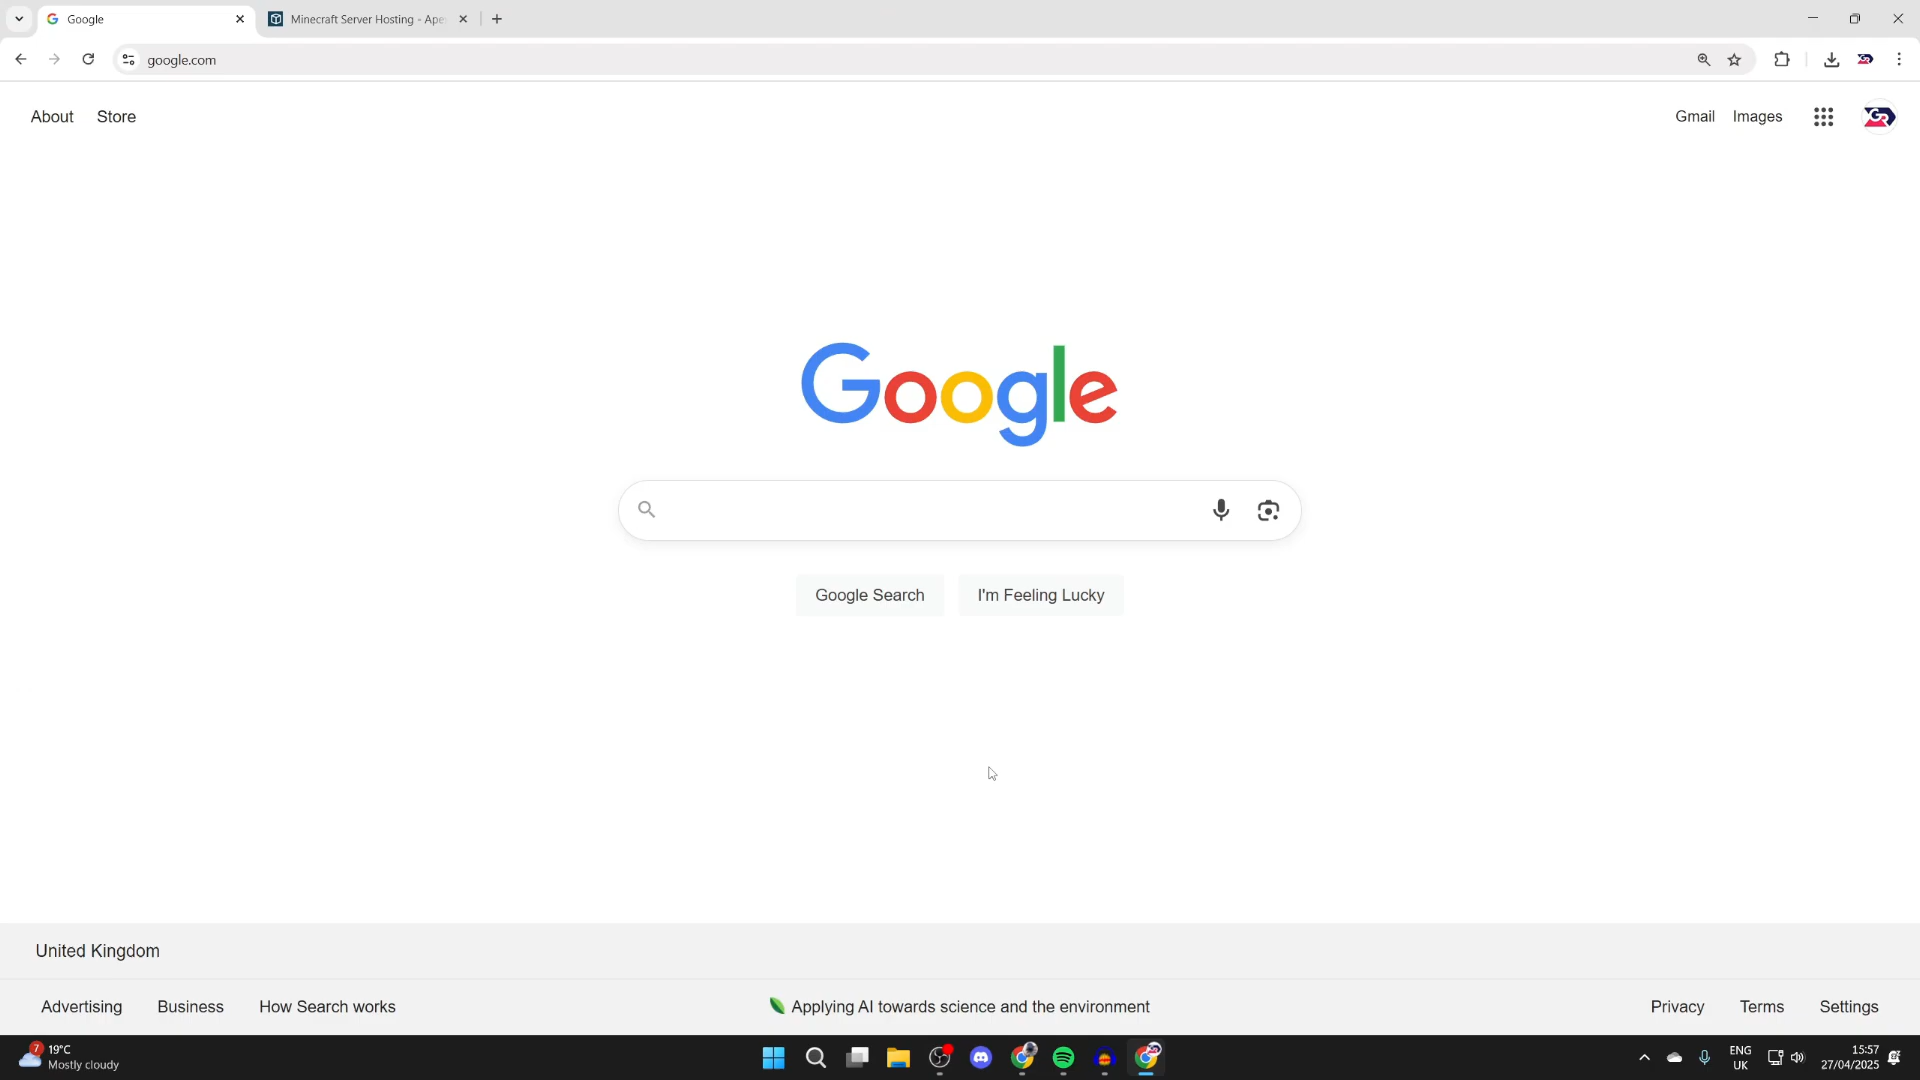 Google
Minecraft Server Hosting - Ape
google.com
About
Store
Gmail
Images
Google
Google Search
I'm Feeling Lucky
United Kingdom
Advertising
Business
How Search works
Applying AI towards science and the environment
Privacy
Terms
Settings
7
19°C
Mostly cloudy
ENG
UK
15:57
27/04/2025